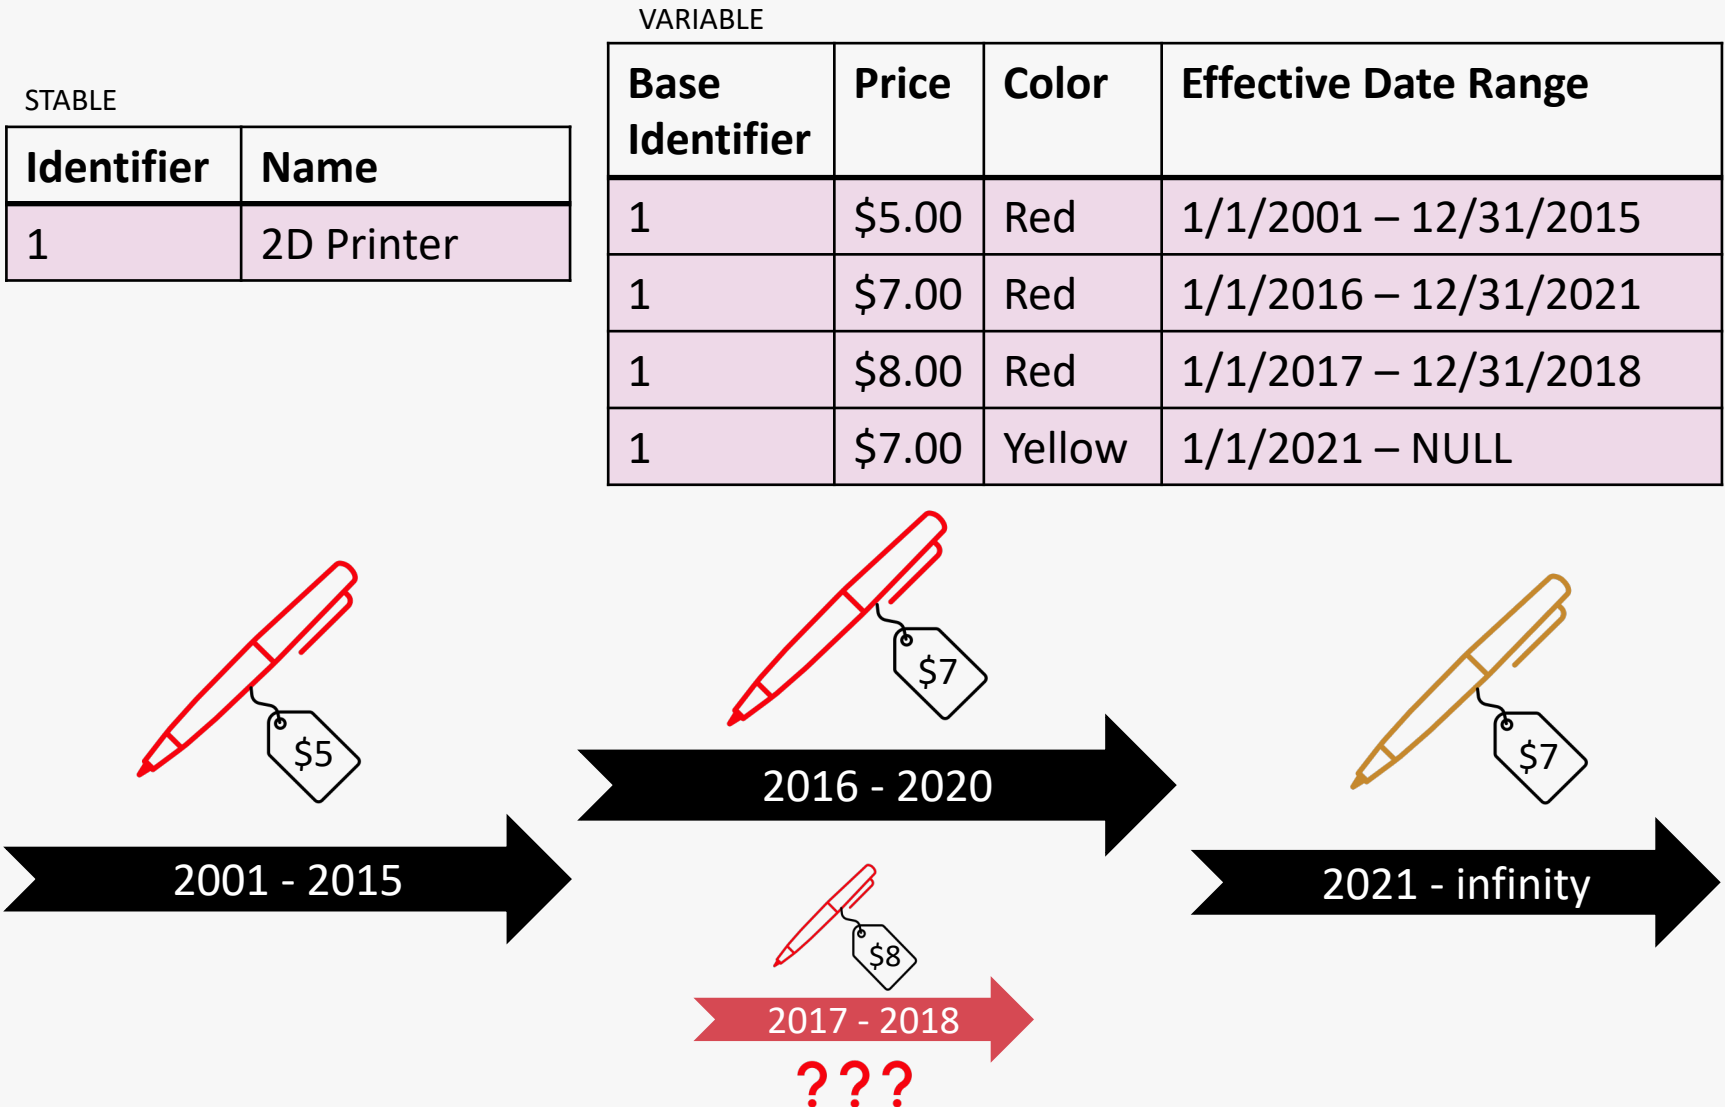 VARIABLE
STABLE
Identifier Name
1 2D Printer
Base Identifier Price Color Effective Date Range
1 $5.00 Red 1/1/2001 – 12/31/2015
1 $7.00 Red 1/1/2016 – 12/31/2021
1 $8.00 Red 1/1/2017 – 12/31/2018
1 $7.00 Yellow 1/1/2021 – NULL
$5
$7
$7
2001 - 2015
2016 - 2020
2021 - infinity
$8
2017 - 2018
???